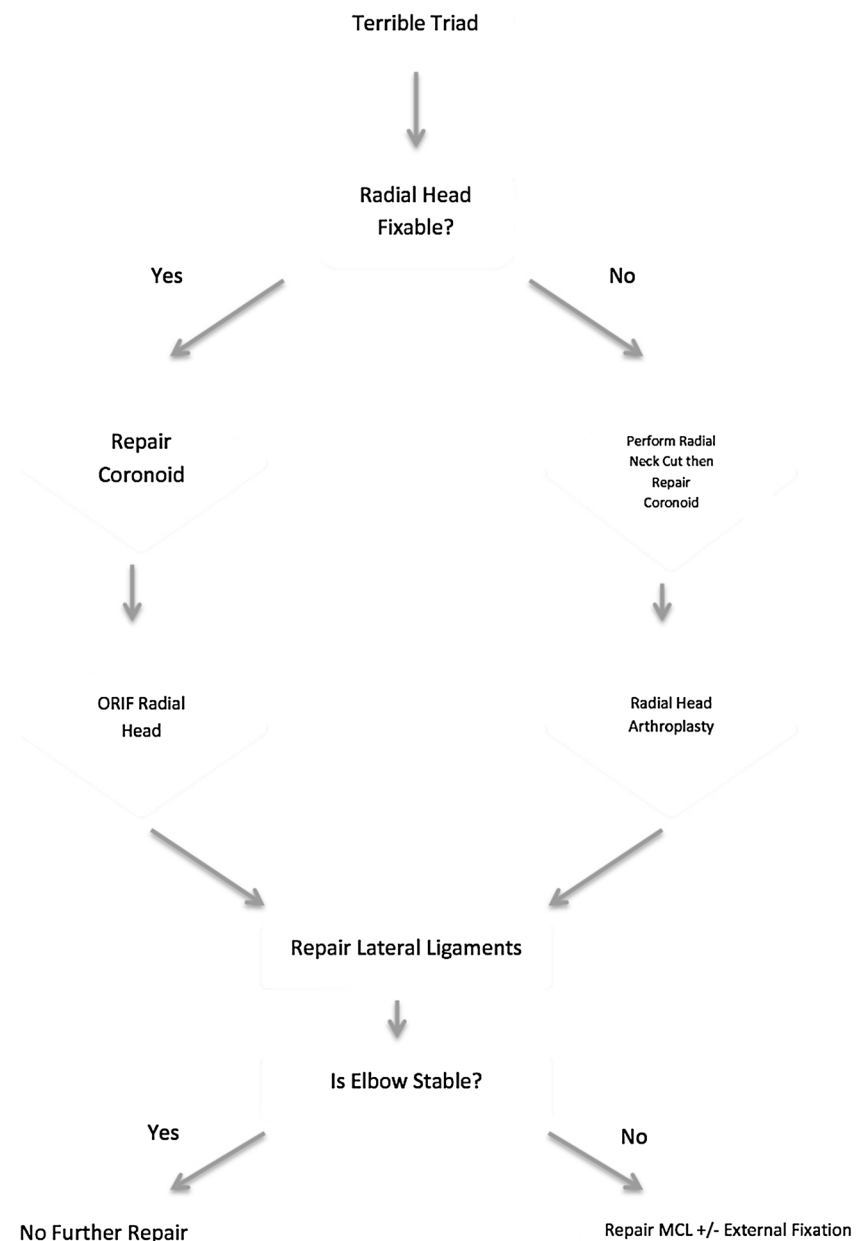 Terrible Triad
Radial Head
Fixable?
Yes
No
Repair
Coronoid
Perform Radial
Neck Cut then
Repair
Coronoid
ORIF Radial
Head
Radial Head
Arthroplasty
Repair Lateral Ligaments
Is Elbow Stable?
Yes
No
No Further Repair
Repair MCL +/- External Fixation